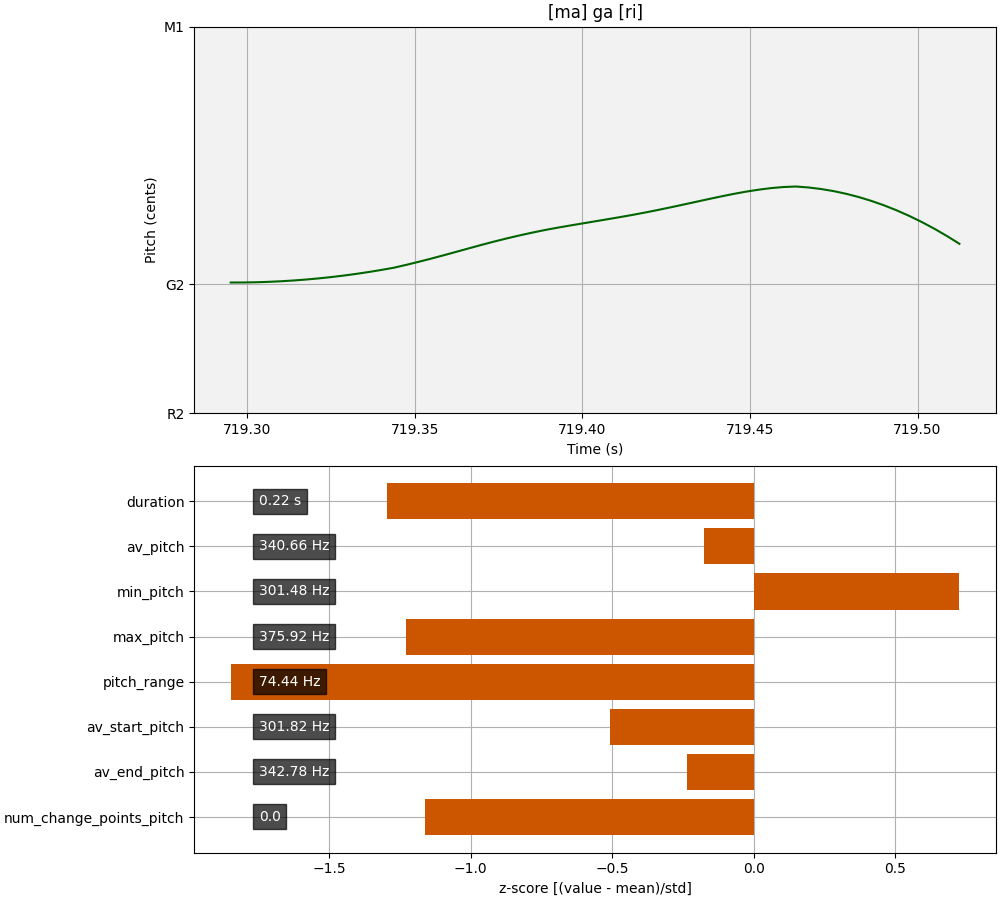 [ma] ga [ri]
M1
G2
R2
Pitch (cents)
719.30 719.35 719.40 719.45 719.50
Time (s)
duration 0.22 s
av_pitch 340.66 Hz
min_pitch 301.48 Hz
max_pitch 375.92 Hz
pitch_range 74.44 Hz
av_start_pitch 301.82 Hz
av_end_pitch 342.78 Hz
num_change_points_pitch 0.0
−1.5 −1.0 −0.5 0.0 0.5
z-score [(value - mean)/std]